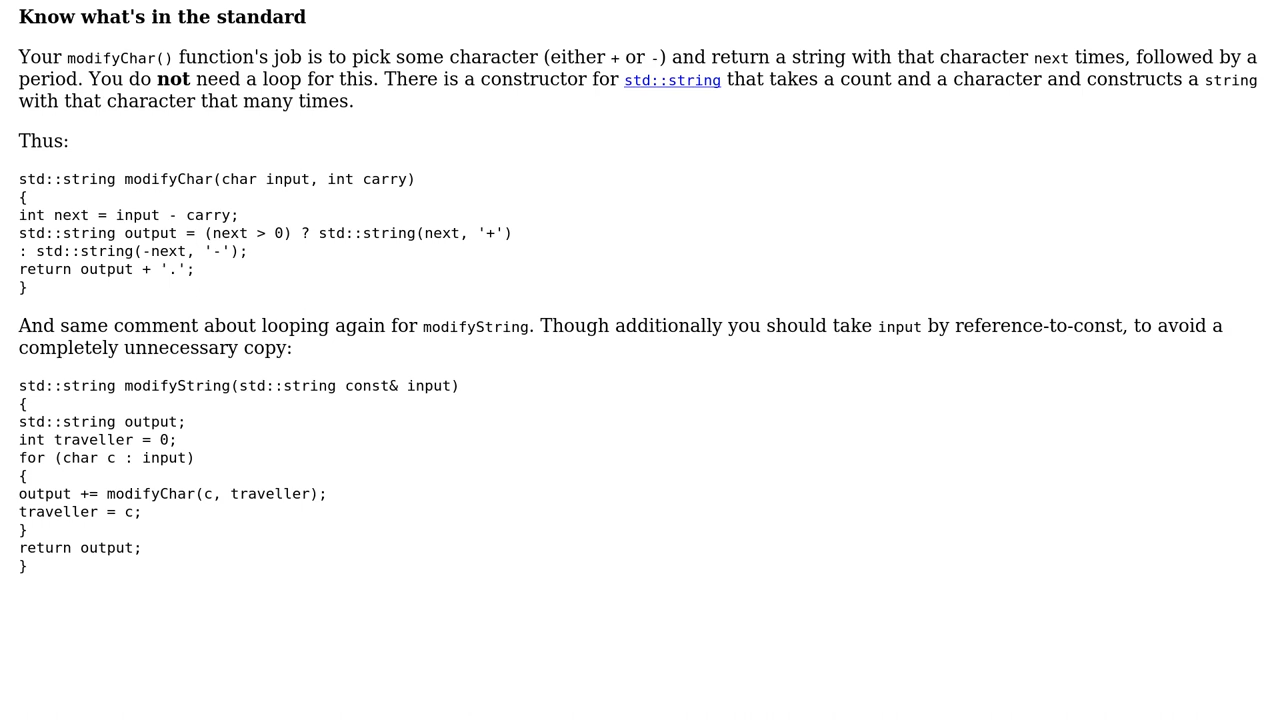 Know what's in the standard
Your modifyChar() function's job is to pick some character (either + or -) and return a string with that character next times, followed by a
period. You do not need a loop for this. There is a constructor for std::string that takes a count and a character and constructs a string
with that character that many times.
Thus:
std::string modifyChar(char input, int carry)
{
int next = input - carry;
std::string output = (next > 0) ? std::string(next, '+')
: std::string(-next, '-');
return output + '.';
}
And same comment about looping again for modifyString. Though additionally you should take input by reference-to-const, to avoid a
completely unnecessary copy:
std::string modifyString(std::string const& input)
{
std::string output;
int traveller = 0;
for (char c : input)
{
output += modifyChar(c, traveller);
traveller = c;
}
return output;
}